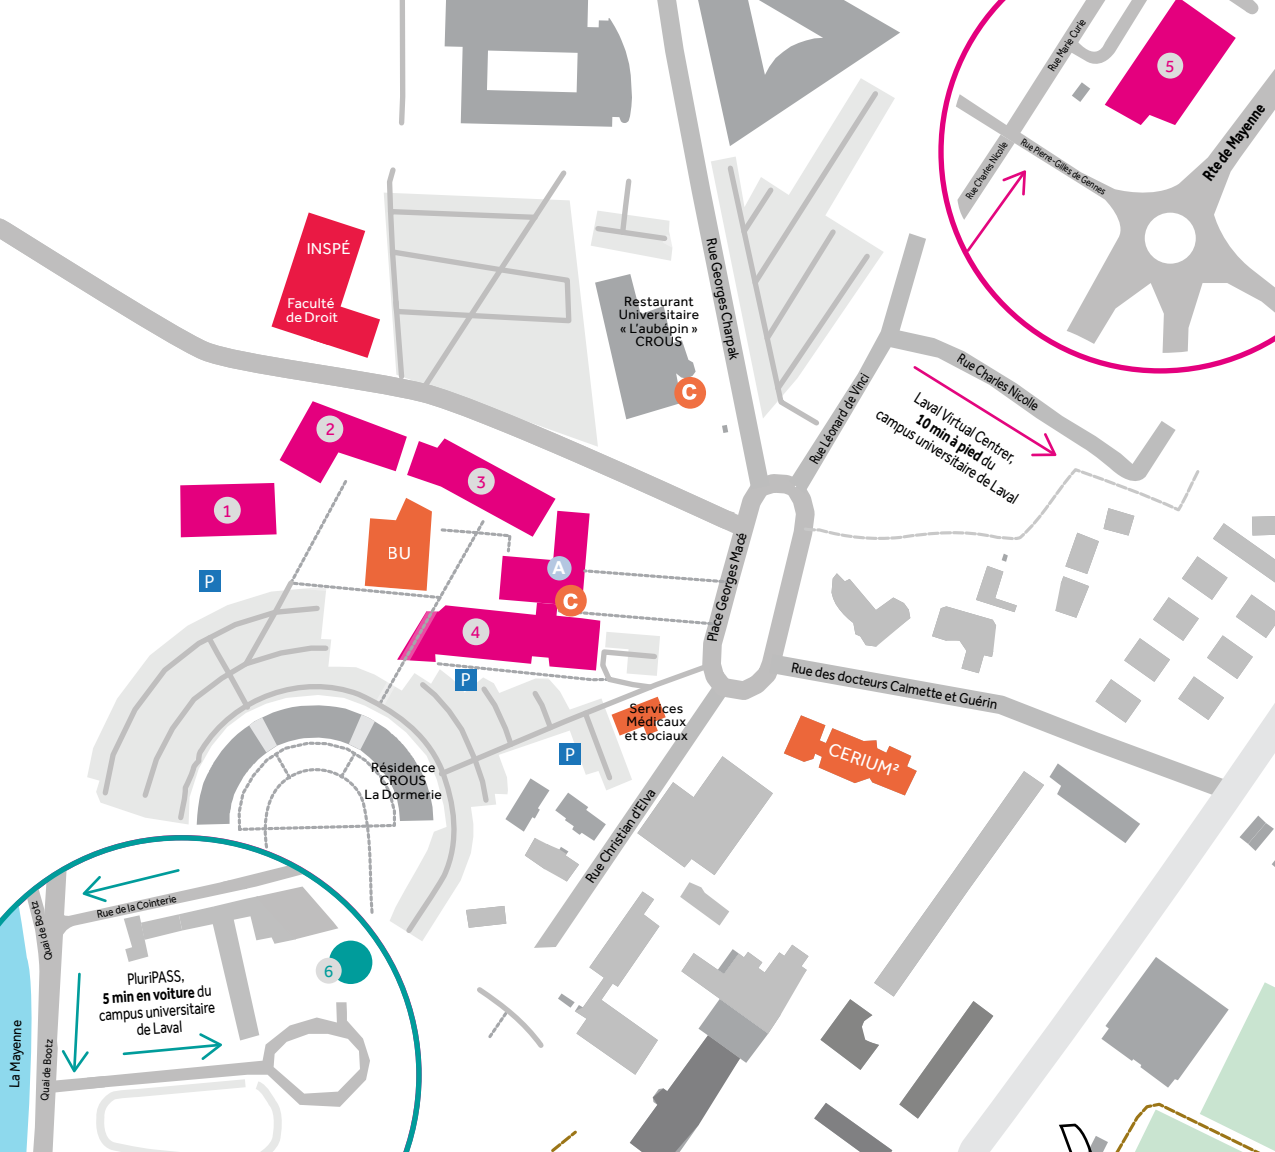 Rue Marie Curie
5
Rue Charles Nicolle
Rue Pierre-Gilles de Gennes
Rte de Mayenne
INSPÉ
Faculté
de Droit
Restaurant
Universitaire
« L'aubépin »
CROUS
C
Rue Georges Charpak
Rue Léonard de Vinci
Rue Charles Nicolle
Laval Virtual Centrer,
10 min à pied du
campus universitaire de Laval
2
3
1
BU
A
C
4
P
P
P
Place Georges Macé
Rue des docteurs Calmette et Guérin
Services
Médicaux
et sociaux
CERIUM²
Résidence
CROUS
La Dormerie
Rue Christian d'Elva
Quai de Bootz
Rue de la Cointerie
6
PluriPASS,
5 min en voiture du
campus universitaire
de Laval
La Mayenne
Quai de Bootz